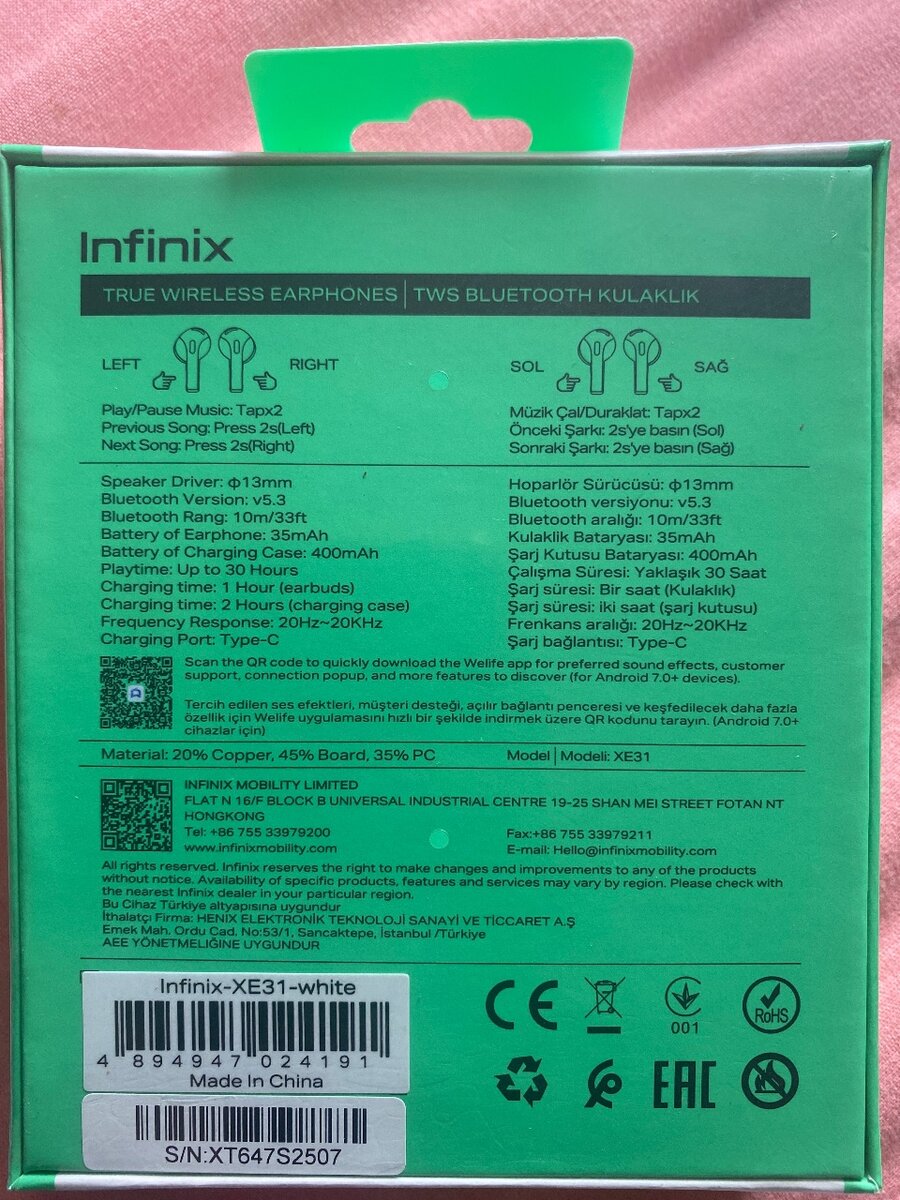 Infinix
TRUE WIRELESS EARPHONES | TWS BLUETOOTH KULAKLIK
LEFT RIGHT
Play/Pause Music: Tapx2
Previous Song: Press 2s(Left)
Next Song: Press 2s(Right)
SOL SAĞ
Müzik Çal/Duraklat: Tapx2
Önceki Şarkı: 2s'ye basın (Sol)
Sonraki Şarkı: 2s'ye basın (Sağ)
Speaker Driver: φ13mm
Bluetooth Version: v5.3
Bluetooth Rang: 10m/33ft
Battery of Earphone: 35mAh
Battery of Charging Case: 400mAh
Playtime: Up to 30 Hours
Charging time: 1 Hour (earbuds)
Charging time: 2 Hours (charging case)
Frequency Response: 20Hz~20KHz
Charging Port: Type-C
Hoparlör Sürücüsü: φ13mm
Bluetooth versiyonu: v5.3
Bluetooth aralığı: 10m/33ft
Kulaklik Bataryası: 35mAh
Şarj Kutusu Bataryası: 400mAh
Çalışma Süresi: Yaklaşık 30 Saat
Şarj süresi: Bir saat (Kulaklık)
Şarj süresi: iki saat (şarj kutusu)
Frenkans aralığı: 20Hz~20KHz
Şarj bağlantısı: Type-C
Scan the QR code to quickly download the Welife app for preferred sound effects, customer
support, connection popup, and more features to discover (for Android 7.0+ devices).
Tercih edilen ses efektleri, müşteri desteği, açılır bağlantı penceresi ve keşfedilecek daha fazla
özellik için Welife uygulamasını hızlı bir şekilde indirmek üzere QR kodunu tarayın. (Android 7.0+
cihazlar için)
Material: 20% Copper, 45% Board, 35% PC
Model | Modeli: XE31
INFINIX MOBILITY LIMITED
FLAT N 16/F BLOCK B UNIVERSAL INDUSTRIAL CENTRE 19-25 SHAN MEI STREET FOTAN NT
HONGKONG
Tel: +86 755 33979200 Fax:+86 755 33979211
www.infinixmobility.com E-mail: Hello@infinixmobility.com
All rights reserved. Infinix reserves the right to make changes and improvements to any of the products
without notice. Availability of specific products, features and services may vary by region. Please check with
the nearest Infinix dealer in your particular region.
Bu Cihaz Türkiye altyapısına uygundur
İthalatçı Firma: HENIX ELEKTRONİK TEKNOLOJİ SANAYİ VE TİCCARET A.Ş
Emek Mah. Ordu Cad. No:53/1, Sancaktepe, İstanbul /Türkiye
AEE YÖNETMELİĞİNE UYGUNDUR
Infinix-XE31-white
4 894947 024191
Made In China
S/N:XT647S2507
CE
001
RoHS
EAC